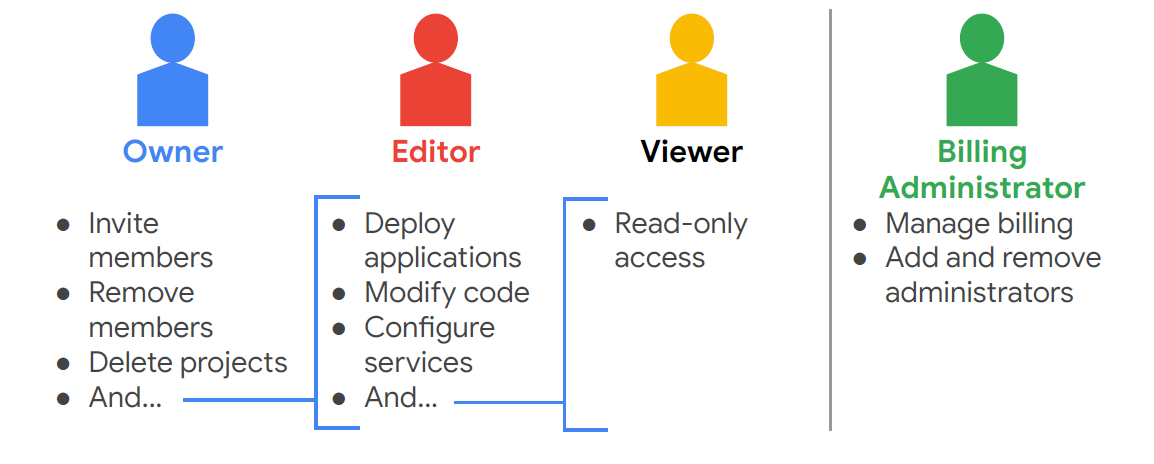 Owner
● Invite
members
● Remove
members
● Delete projects
● And...
Editor
● Deploy
applications
● Modify code
● Configure
services
● And...
Viewer
● Read-only
access
Billing
Administrator
● Manage billing
● Add and remove
administrators